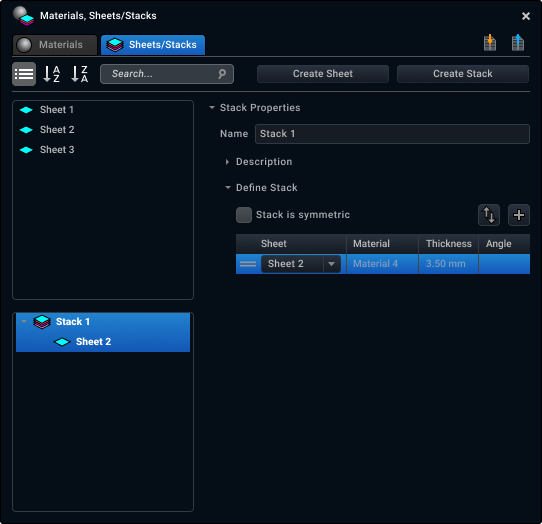 Materials, Sheets/Stacks
Materials
Sheets/Stacks
A
Z
Z
A
Search...
Create Sheet
Create Stack
Sheet 1
Sheet 2
Sheet 3
Stack Properties
Name
Stack 1
Description
Define Stack
Stack is symmetric
Sheet
Material
Thickness
Angle
Sheet 2
Material 4
3.50 mm
Stack 1
Sheet 2